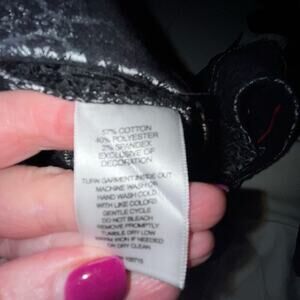 57% COTTON
40% POLYESTER
3% SPANDEX
EXCLUSIVE OF
DECORATION
TURN GARMENT INSIDE OUT
MACHINE WASH OR
HAND WASH COLD
WITH LIKE COLORS
GENTLE CYCLE
DO NOT BLEACH
REMOVE PROMPTLY
TUMBLE DRY LOW
WARM IRON IF NEEDED
OR DRY CLEAN